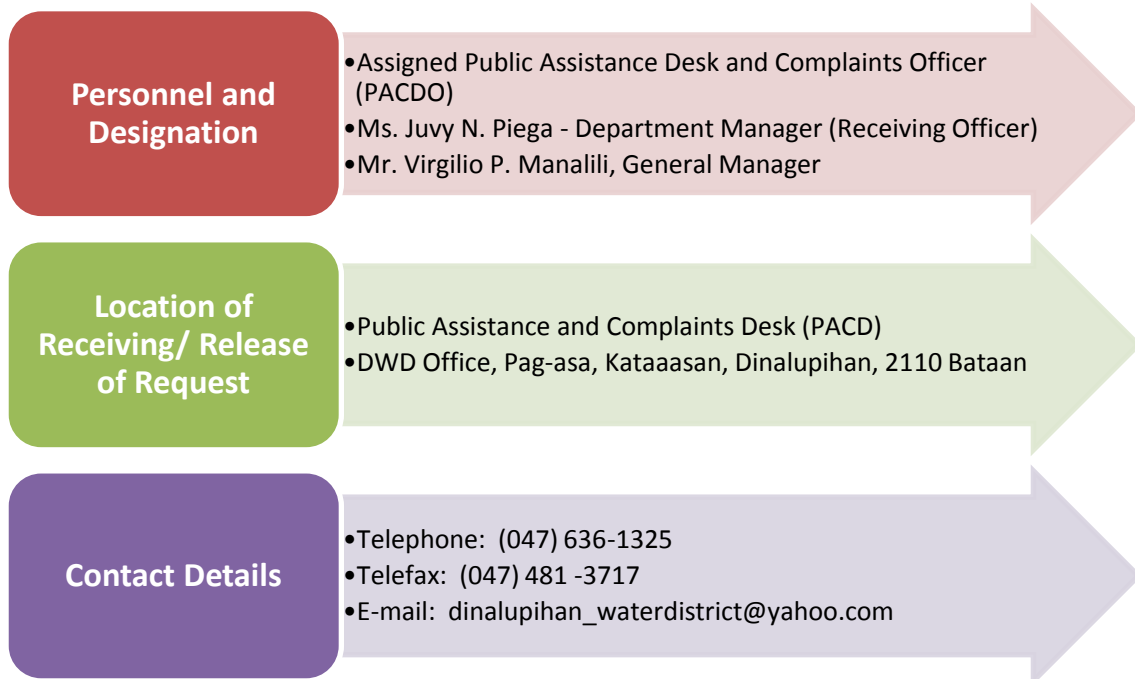 Personnel and
Designation
•Assigned Public Assistance Desk and Complaints Officer
(PACDO)
•Ms. Juvy N. Piega - Department Manager (Receiving Officer)
•Mr. Virgilio P. Manalili, General Manager
Location of
Receiving/ Release
of Request
•Public Assistance and Complaints Desk (PACD)
•DWD Office, Pag-asa, Kataaasan, Dinalupihan, 2110 Bataan
Contact Details
•Telephone: (047) 636-1325
•Telefax: (047) 481 -3717
•E-mail: dinalupihan_waterdistrict@yahoo.com